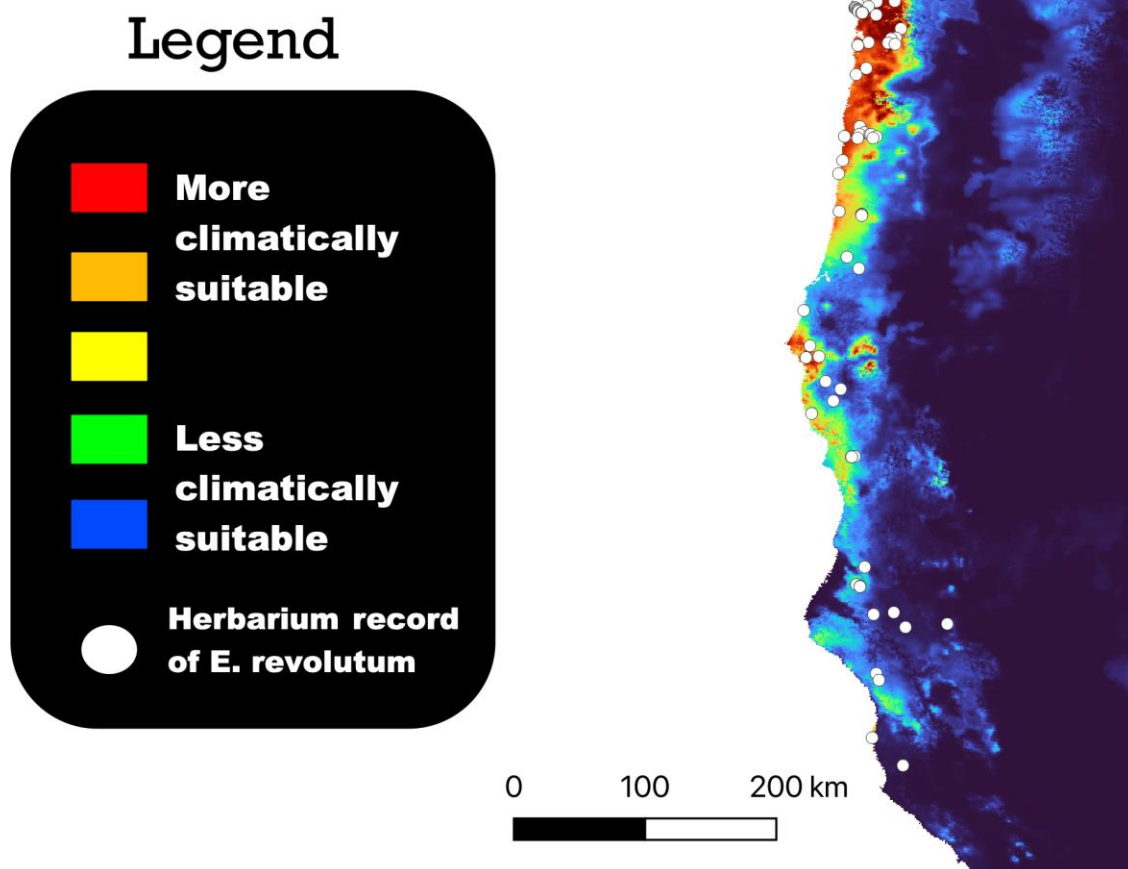 Legend
More
climatically
suitable
Less
climatically
suitable
Herbarium record
of E. revolutum
0 100 200 km